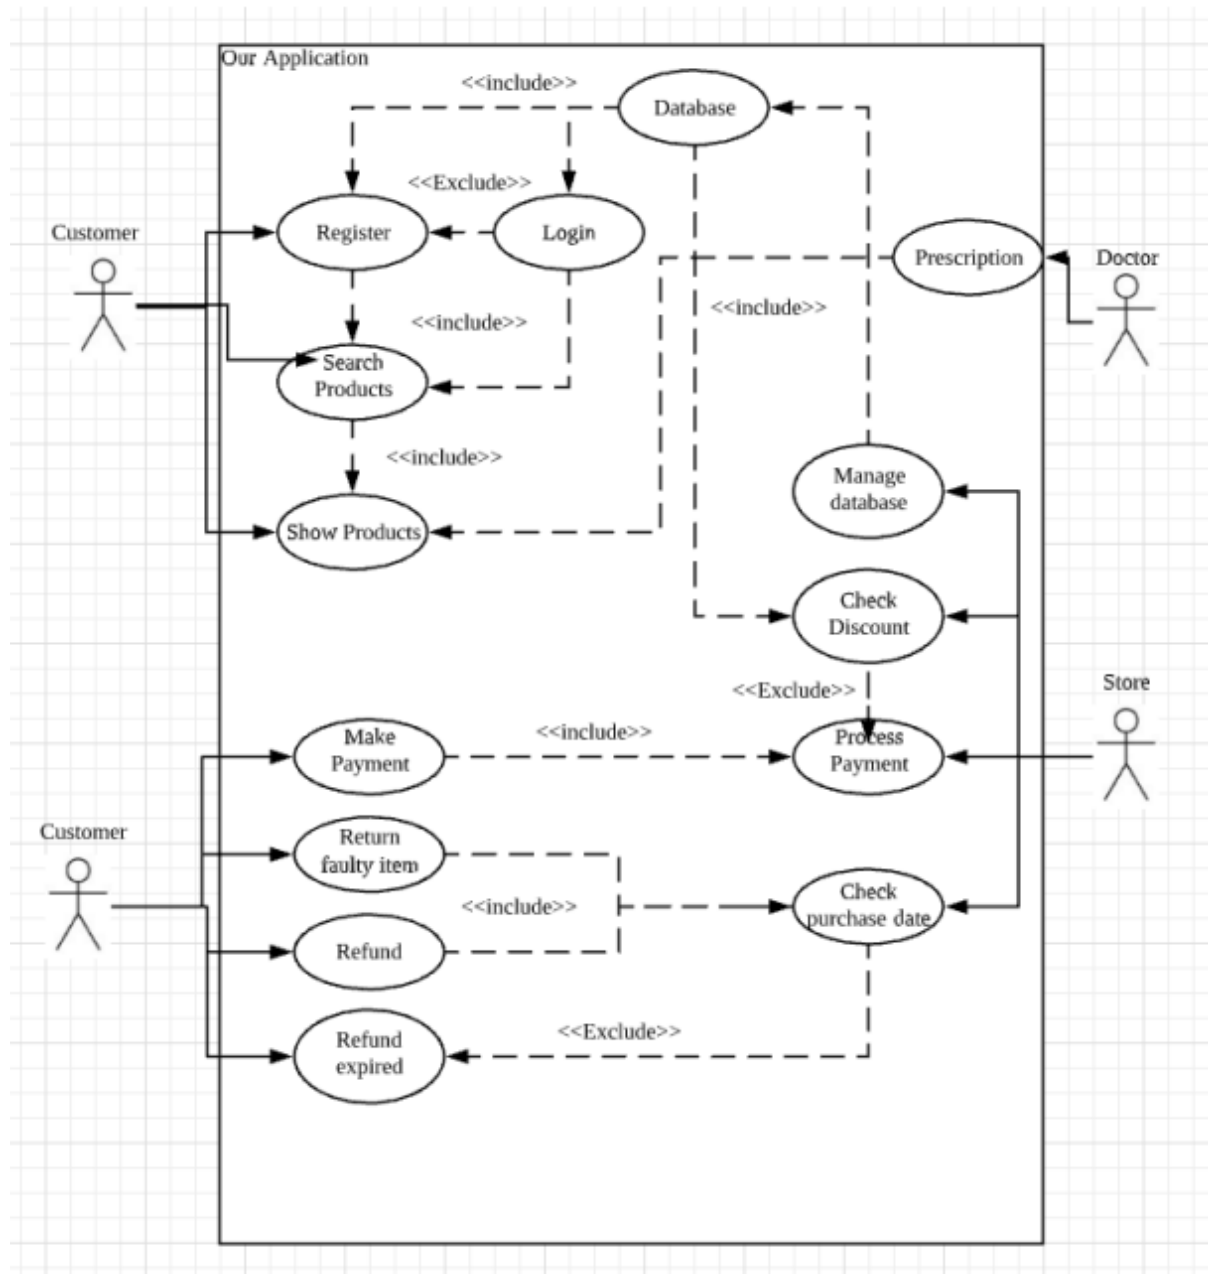 Our Application
<<include>>
Database
<<Exclude>>
Customer
Register
Login
Prescription
Doctor
<<include>>
<<include>>
Search
Products
<<include>>
Manage
database
Show Products
Check
Discount
<<Exclude>>
Store
Make
Payment
<<include>>
Process
Payment
Customer
Return
faulty item
<<include>>
Check
purchase date
Refund
<<Exclude>>
Refund
expired